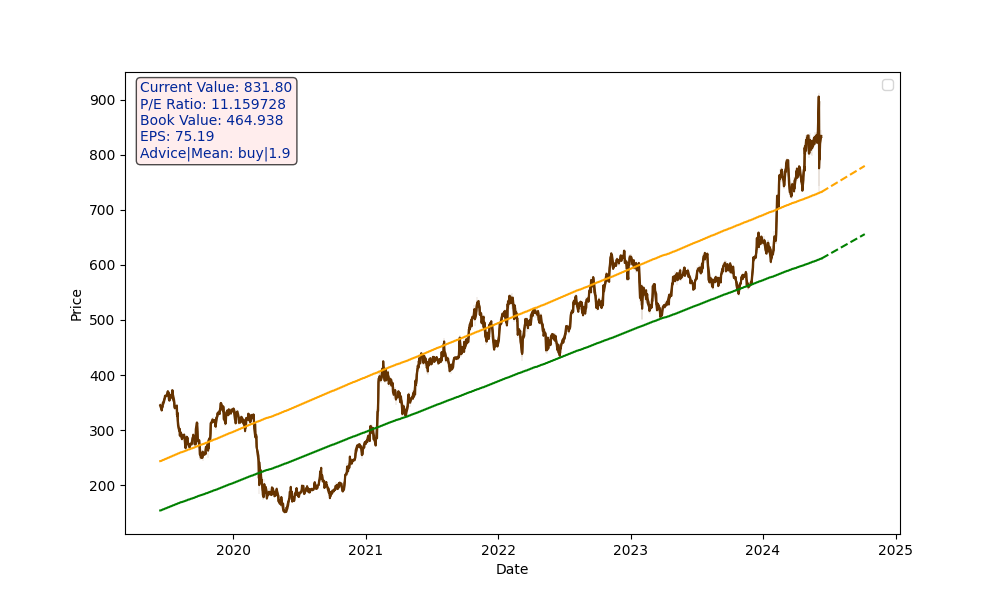 Current Value: 831.80
P/E Ratio: 11.159728
Book Value: 464.938
EPS: 75.19
Advice|Mean: buy|1.9
900
800
700
600
500
400
300
200
Price
2020 2021 2022 2023 2024 2025
Date